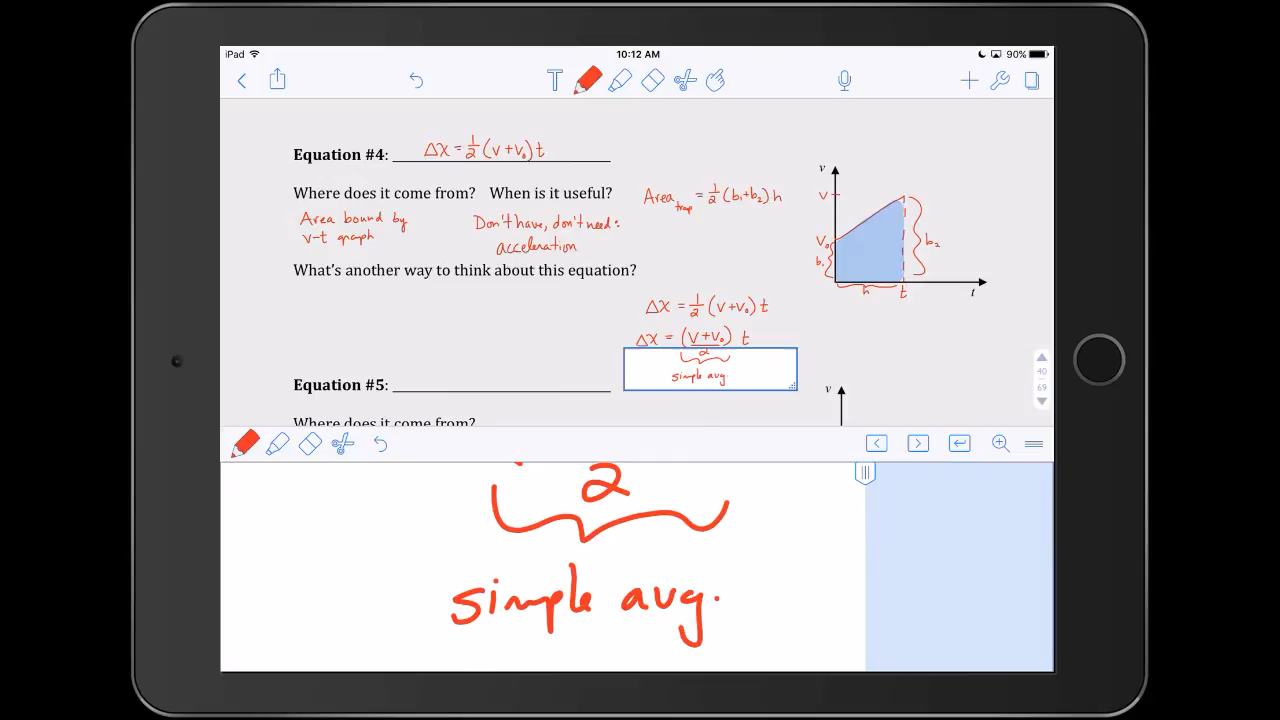 iPad 10:12 AM 90%
T
Equation #4: Δx = 1/2 (v+v₀) t
Where does it come from? When is it useful?
Area bound by
v-t graph
Don't have, don't need:
acceleration
Area trap = 1/2 (b₁+b₂) h
What's another way to think about this equation?
Δx = 1/2 (v+v₀) t
Δx = (v+v₀)/2 t
simple avg.
v
v
v₀
b₁
b₂
h
t
t
40
69
Equation #5:
v
Where does it come from?
2
simple avg.